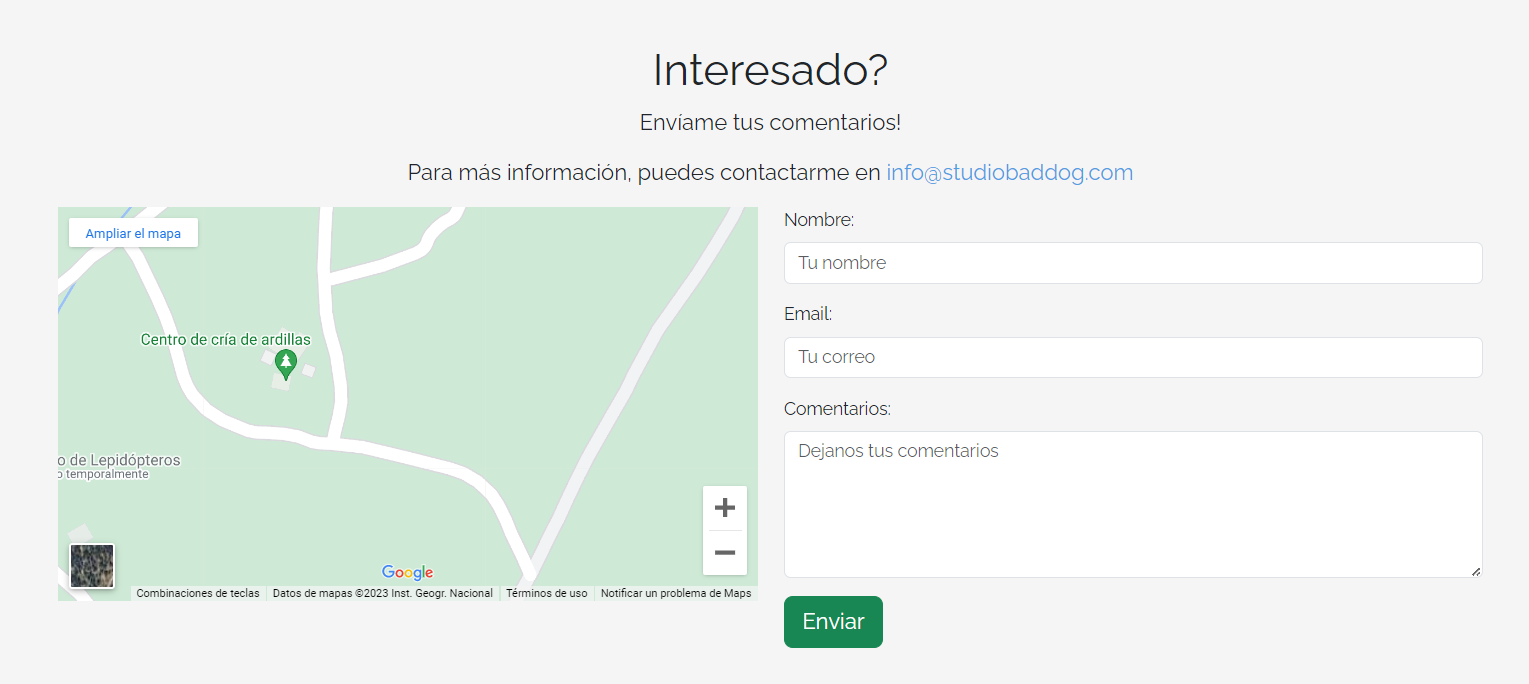 Interesado?
Envíame tus comentarios!
Para más información, puedes contactarme en info@studiobaddog.com
Ampliar el mapa
Centro de cría de ardillas
o de Lepidópteros
o temporalmente
Google
Combinaciones de teclas
Datos de mapas ©2023 Inst. Geogr. Nacional
Términos de uso
Notificar un problema de Maps
Nombre:
Tu nombre
Email:
Tu correo
Comentarios:
Dejanos tus comentarios
Enviar